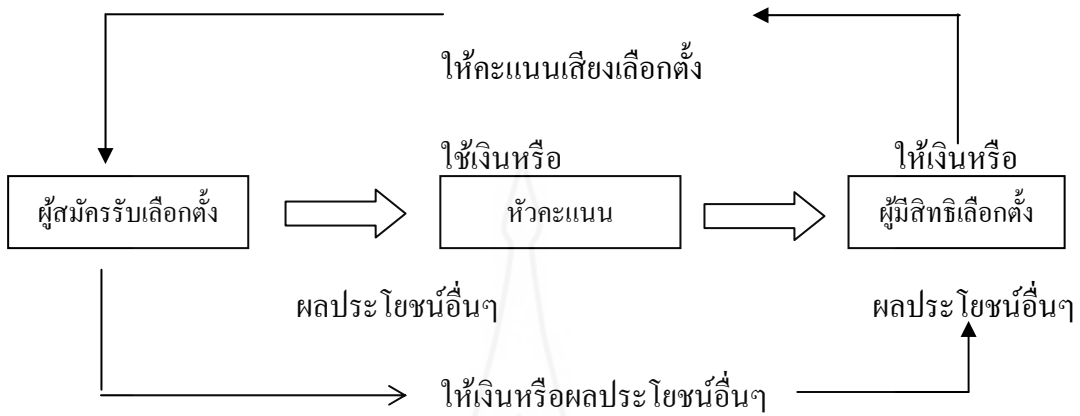 ให้คะแนนเสียงเลือกตั้ง
ใช้เงินหรือ
ให้เงินหรือ
ผู้สมัครรับเลือกตั้ง
หัวคะแนน
ผู้มีสิทธิเลือกตั้ง
ผลประโยชน์อื่นๆ
ผลประโยชน์อื่นๆ
ให้เงินหรือผลประโยชน์อื่นๆ